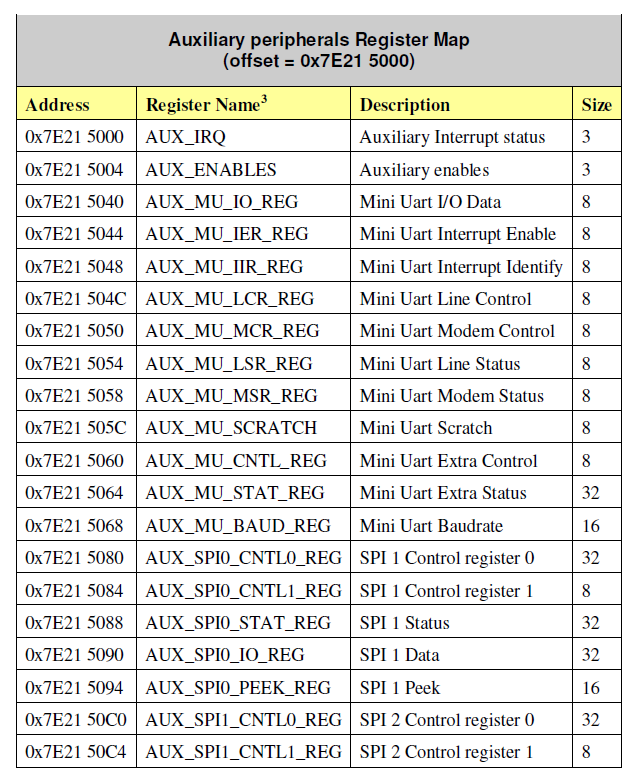 Auxiliary peripherals Register Map
(offset = 0x7E21 5000)
Address Register Name³ Description Size
0x7E21 5000 AUX_IRQ Auxiliary Interrupt status 3
0x7E21 5004 AUX_ENABLES Auxiliary enables 3
0x7E21 5040 AUX_MU_IO_REG Mini Uart I/O Data 8
0x7E21 5044 AUX_MU_IER_REG Mini Uart Interrupt Enable 8
0x7E21 5048 AUX_MU_IIR_REG Mini Uart Interrupt Identify 8
0x7E21 504C AUX_MU_LCR_REG Mini Uart Line Control 8
0x7E21 5050 AUX_MU_MCR_REG Mini Uart Modem Control 8
0x7E21 5054 AUX_MU_LSR_REG Mini Uart Line Status 8
0x7E21 5058 AUX_MU_MSR_REG Mini Uart Modem Status 8
0x7E21 505C AUX_MU_SCRATCH Mini Uart Scratch 8
0x7E21 5060 AUX_MU_CNTL_REG Mini Uart Extra Control 8
0x7E21 5064 AUX_MU_STAT_REG Mini Uart Extra Status 32
0x7E21 5068 AUX_MU_BAUD_REG Mini Uart Baudrate 16
0x7E21 5080 AUX_SPI0_CNTL0_REG SPI 1 Control register 0 32
0x7E21 5084 AUX_SPI0_CNTL1_REG SPI 1 Control register 1 8
0x7E21 5088 AUX_SPI0_STAT_REG SPI 1 Status 32
0x7E21 5090 AUX_SPI0_IO_REG SPI 1 Data 32
0x7E21 5094 AUX_SPI0_PEEK_REG SPI 1 Peek 16
0x7E21 50C0 AUX_SPI1_CNTL0_REG SPI 2 Control register 0 32
0x7E21 50C4 AUX_SPI1_CNTL1_REG SPI 2 Control register 1 8